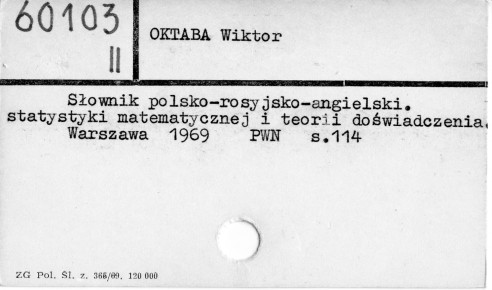 60103
II
OKTABA Wiktor
Słownik polsko-rosyjsko-angielski.
statystyki matematycznej i teorii doświadczenia.
Warszawa 1969 PWN s.114
ZG Pol. Śl. z. 366/69. 120 000